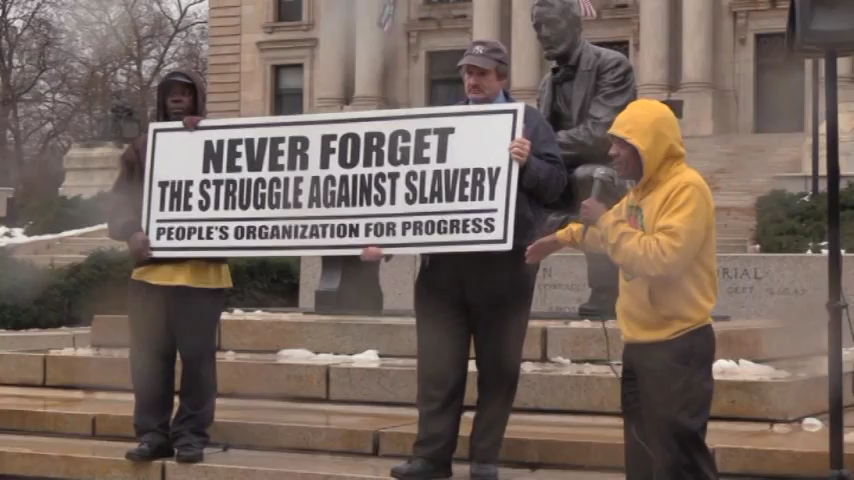 NEVER FORGET
THE STRUGGLE AGAINST SLAVERY
PEOPLE'S ORGANIZATION FOR PROGRESS